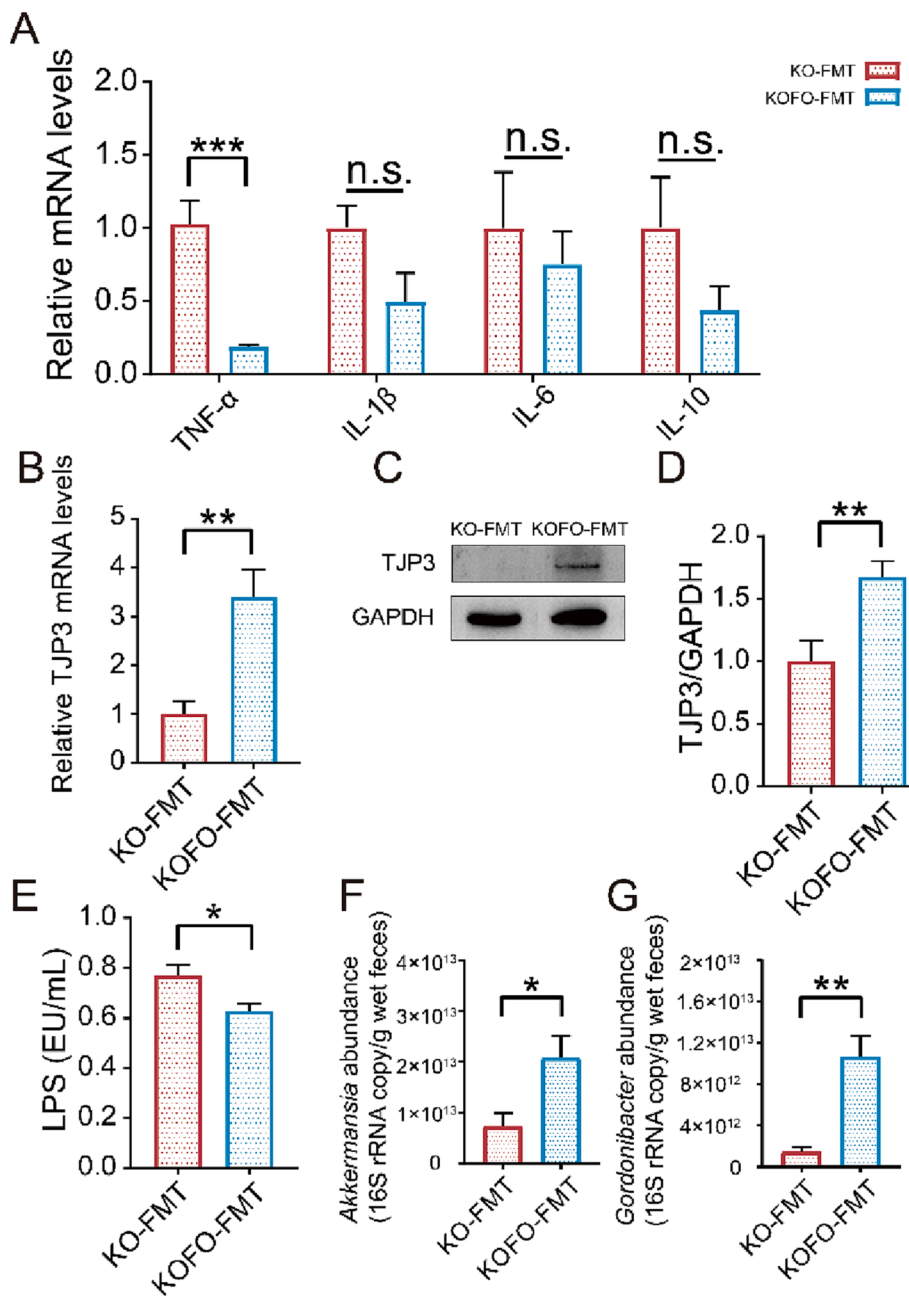 A
KO-FMT
KOFO-FMT
Relative mRNA levels
2.0
1.5
1.0
0.5
0.0
***
n.s.
n.s.
n.s.
TNF-α
IL-1β
IL-6
IL-10
B
Relative TJP3 mRNA levels
5
4
3
2
1
0
**
KO-FMT
KOFO-FMT
C
KO-FMT KOFO-FMT
TJP3
GAPDH
D
TJP3/GAPDH
2.0
1.5
1.0
0.5
0.0
**
KO-FMT
KOFO-FMT
E
LPS (EU/mL)
1.0
0.8
0.6
0.4
0.2
0.0
*
KO-FMT
KOFO-FMT
F
Akkermansia abundance
(16S rRNA copy/g wet feces)
4×10¹³
3×10¹³
2×10¹³
1×10¹³
0
*
KO-FMT
KOFO-FMT
G
Gordonibacter abundance
(16S rRNA copy/g wet feces)
2×10¹³
1.6×10¹³
1.2×10¹³
8×10¹²
4×10¹²
0
**
KO-FMT
KOFO-FMT